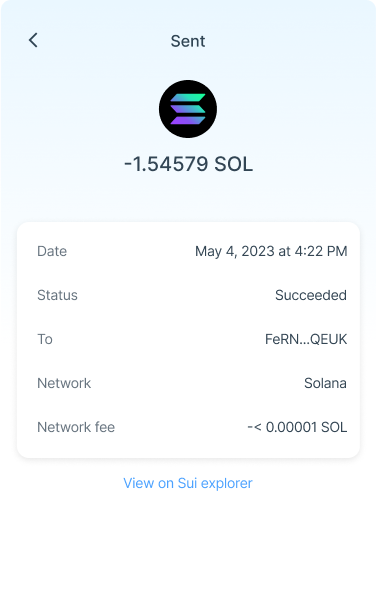 Sent
-1.54579 SOL
Date May 4, 2023 at 4:22 PM
Status Succeeded
To FeRN...QEUK
Network Solana
Network fee -< 0.00001 SOL
View on Sui explorer